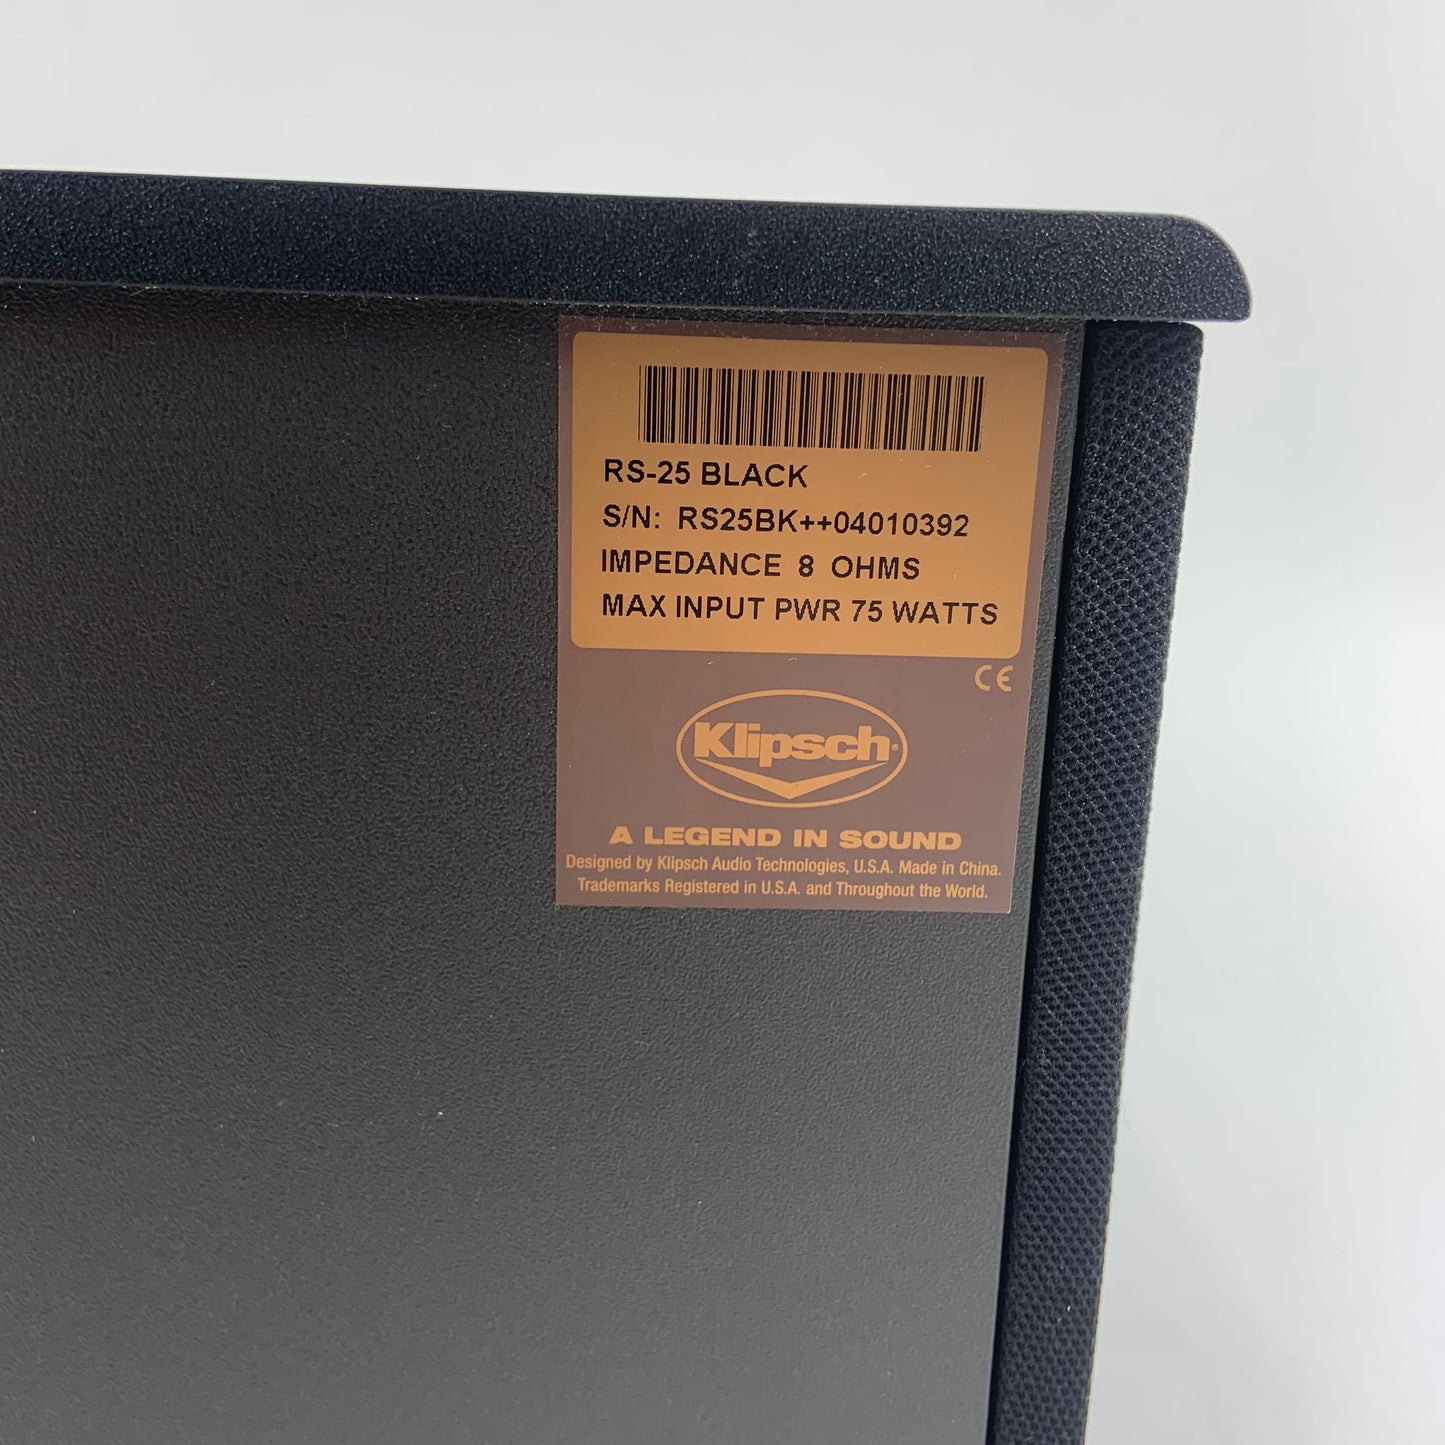 RS-25 BLACK
S/N: RS25BK++04010392
IMPEDANCE 8 OHMS
MAX INPUT PWR 75 WATTS
CE
Klipsch®
A LEGEND IN SOUND
Designed by Klipsch Audio Technologies, U.S.A. Made in China.
Trademarks Registered in U.S.A. and Throughout the World.